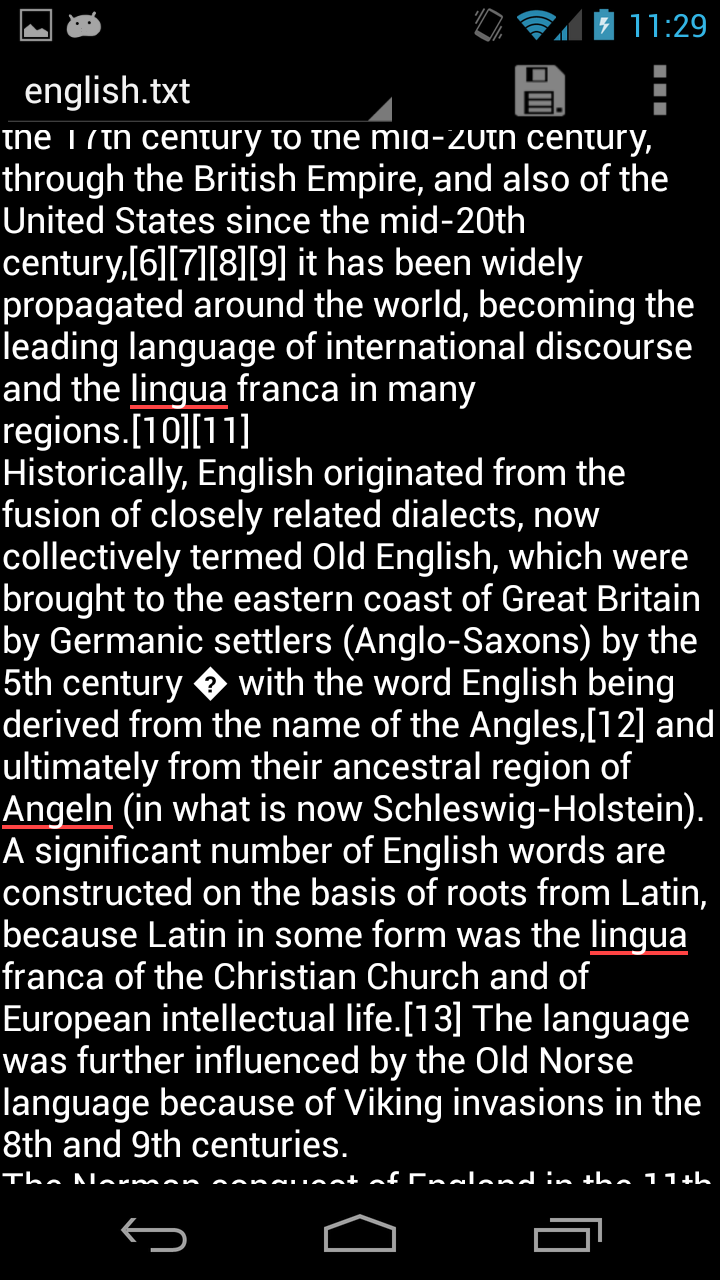 11:29
english.txt
the 17th century to the mid-20th century,
through the British Empire, and also of the
United States since the mid-20th
century,[6][7][8][9] it has been widely
propagated around the world, becoming the
leading language of international discourse
and the lingua franca in many
regions.[10][11]
Historically, English originated from the
fusion of closely related dialects, now
collectively termed Old English, which were
brought to the eastern coast of Great Britain
by Germanic settlers (Anglo-Saxons) by the
5th century � with the word English being
derived from the name of the Angles,[12] and
ultimately from their ancestral region of
Angeln (in what is now Schleswig-Holstein).
A significant number of English words are
constructed on the basis of roots from Latin,
because Latin in some form was the lingua
franca of the Christian Church and of
European intellectual life.[13] The language
was further influenced by the Old Norse
language because of Viking invasions in the
8th and 9th centuries.
The Norman conquest of England in the 11th